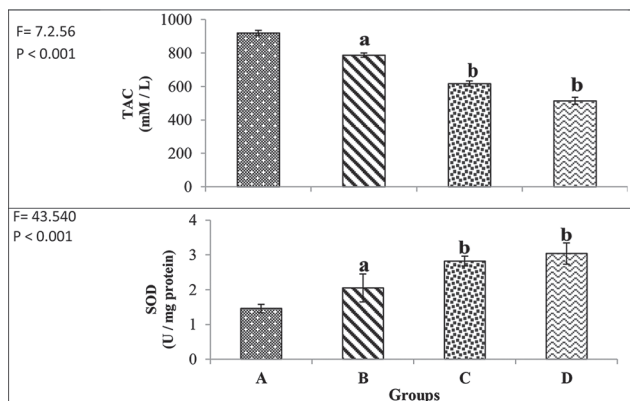 F= 7.2.56
P < 0.001
TAC
(mM / L)
1000
800
600
400
200
0
a
b
b
F= 43.540
P < 0.001
SOD
(U / mg protein)
4
3
2
1
0
a
b
b
A B C D
Groups